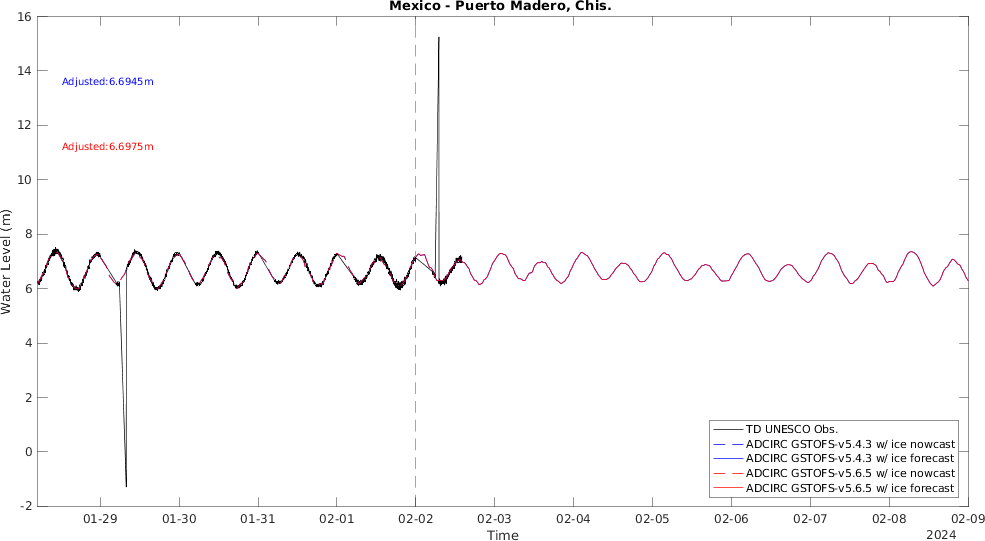 Mexico - Puerto Madero, Chis.
16
14
12
10
8
6
4
2
0
-2
Water Level (m)
Adjusted:6.6945m
Adjusted:6.6975m
TD UNESCO Obs.
ADCIRC GSTOFS-v5.4.3 w/ ice nowcast
ADCIRC GSTOFS-v5.4.3 w/ ice forecast
ADCIRC GSTOFS-v5.6.5 w/ ice nowcast
ADCIRC GSTOFS-v5.6.5 w/ ice forecast
01-29 01-30 01-31 02-01 02-02 02-03 02-04 02-05 02-06 02-07 02-08 02-09
Time
2024